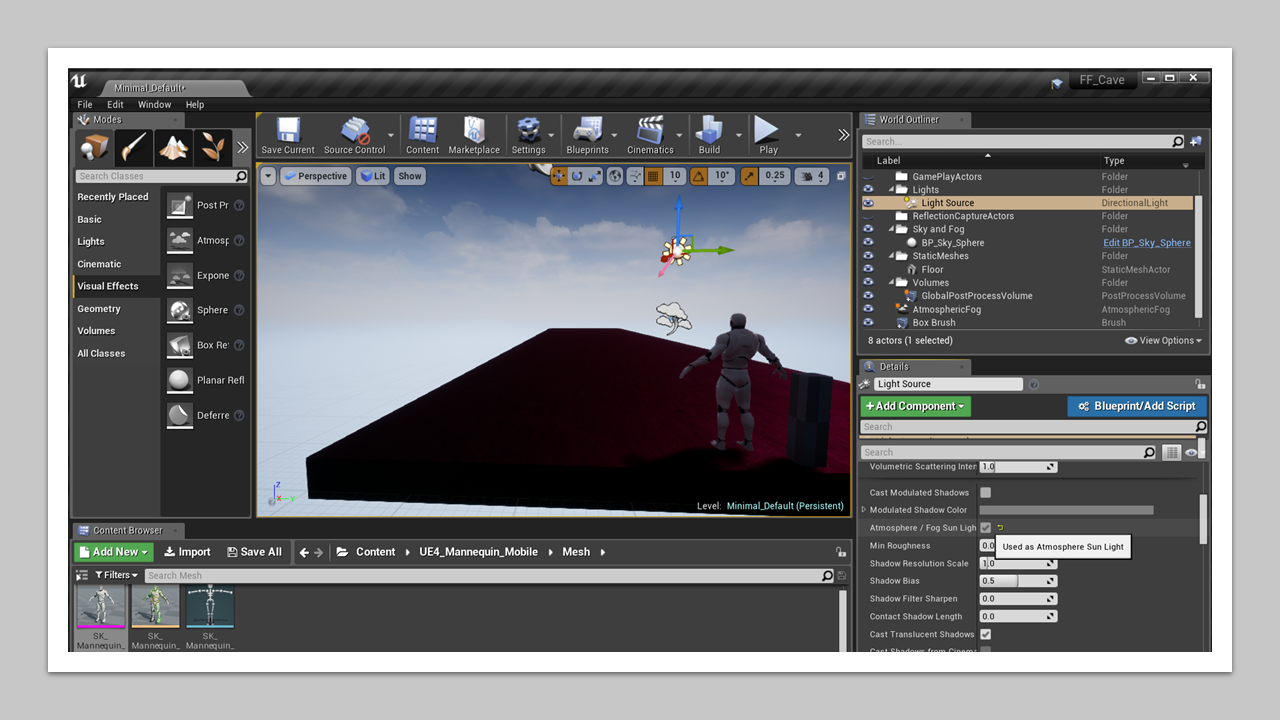 Minimal_Default*
FF_Cave
File Edit Window Help
Modes
Search Classes
Recently Placed
Basic
Lights
Cinematic
Visual Effects
Geometry
Volumes
All Classes
Post Pr
Atmosp
Expone
Sphere
Box Re
Planar Refl
Deferre
Save Current Source Control Content Marketplace Settings Blueprints Cinematics Build Play
Perspective Lit Show 10 10° 0.25 4
z
x y
Level: Minimal_Default (Persistent)
World Outliner
Search...
Label Type
GamePlayActors Folder
Lights Folder
Light Source DirectionalLight
ReflectionCaptureActors Folder
Sky and Fog Folder
BP_Sky_Sphere Edit BP_Sky_Sphere
StaticMeshes Folder
Floor StaticMeshActor
Volumes Folder
GlobalPostProcessVolume PostProcessVolume
AtmosphericFog AtmosphericFog
Box Brush Brush
8 actors (1 selected) View Options
Details
Light Source
+Add Component Blueprint/Add Script
Search
Search
Volumetric Scattering Inter 1.0
Cast Modulated Shadows
Modulated Shadow Color
Atmosphere / Fog Sun Ligh
Min Roughness 0.0
Used as Atmosphere Sun Light
Shadow Resolution Scale 1.0
Shadow Bias 0.5
Shadow Filter Sharpen 0.0
Contact Shadow Length 0.0
Cast Translucent Shadows
Cast Shadows from Cinema
Content Browser
Add New Import Save All Content UE4_Mannequin_Mobile Mesh
Filters Search Mesh
SK_ SK_ SK_
Mannequin_ Mannequin_ Mannequin_